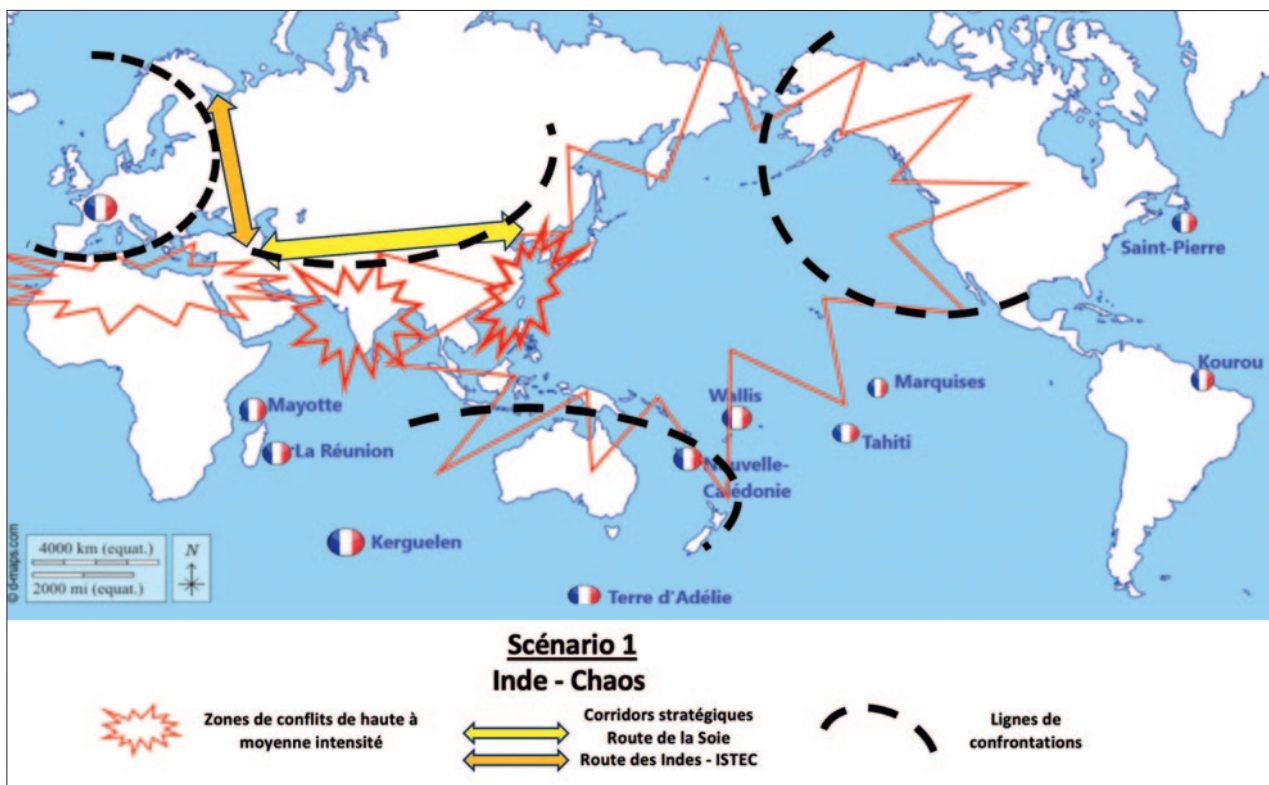 Saint-Pierre
Kourou
Marquises
Wallis
Tahiti
Mayotte
La Réunion
Nouvelle-
Calédonie
Kerguelen
Terre d'Adélie
© d-maps.com
4000 km (equat.)
2000 mi (equat.)
N
Scénario 1
Inde - Chaos
Zones de conflits de haute à
moyenne intensité
Corridors stratégiques
Route de la Soie
Route des Indes - ISTEC
Lignes de
confrontations